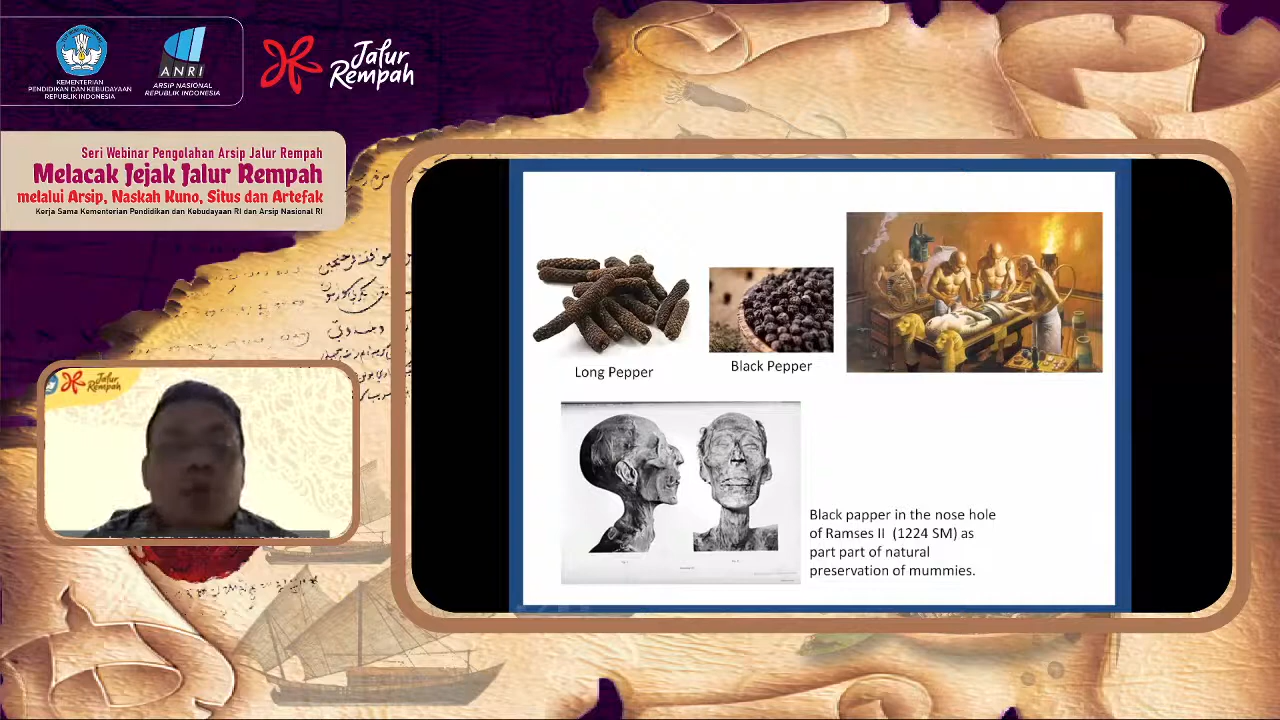 KEMENTERIAN
PENDIDIKAN DAN KEBUDAYAAN
REPUBLIK INDONESIA
ANRI
ARSIP NASIONAL
REPUBLIK INDONESIA
Jalur
Rempah
Seri Webinar Pengolahan Arsip Jalur Rempah
Melacak Jejak Jalur Rempah
melalui Arsip, Naskah Kuno, Situs dan Artefak
Kerja Sama Kementerian Pendidikan dan Kebudayaan RI dan Arsip Nasional RI
Jalur
Rempah
Long Pepper
Black Pepper
Black papper in the nose hole
of Ramses II (1224 SM) as
part part of natural
preservation of mummies.